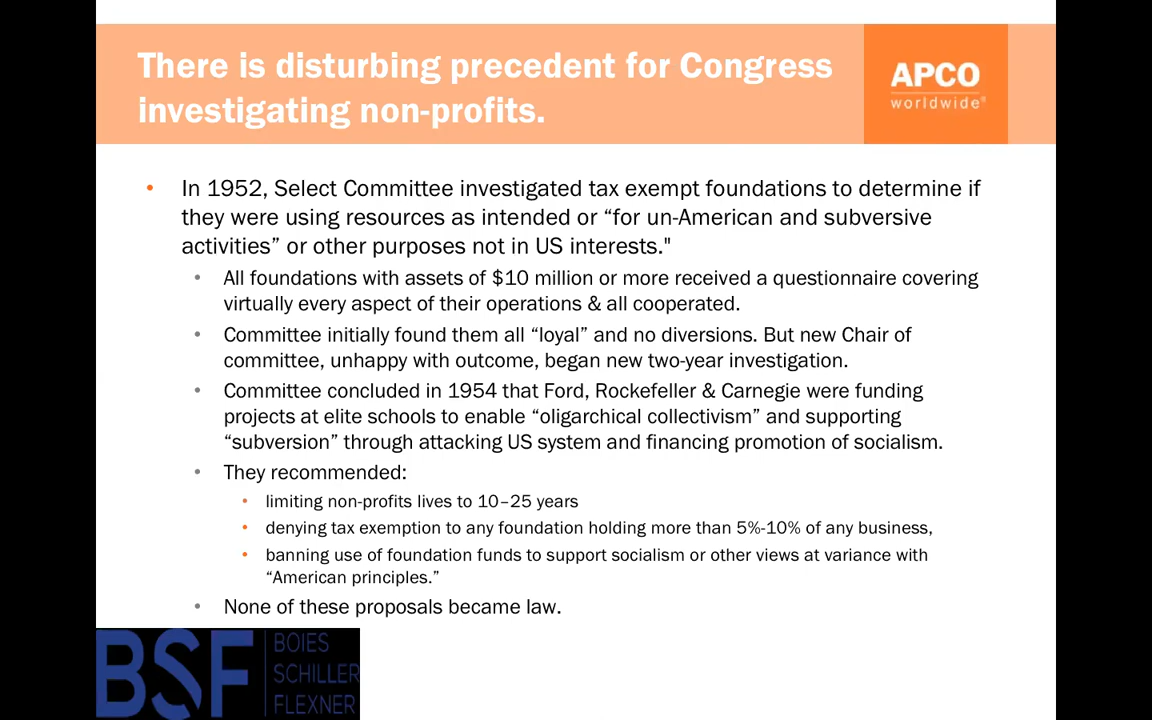 There is disturbing precedent for Congress
investigating non-profits.
APCO
worldwide®
• In 1952, Select Committee investigated tax exempt foundations to determine if
they were using resources as intended or “for un-American and subversive
activities” or other purposes not in US interests."
• All foundations with assets of $10 million or more received a questionnaire covering
virtually every aspect of their operations & all cooperated.
• Committee initially found them all “loyal” and no diversions. But new Chair of
committee, unhappy with outcome, began new two-year investigation.
• Committee concluded in 1954 that Ford, Rockefeller & Carnegie were funding
projects at elite schools to enable “oligarchical collectivism” and supporting
“subversion” through attacking US system and financing promotion of socialism.
• They recommended:
• limiting non-profits lives to 10–25 years
• denying tax exemption to any foundation holding more than 5%-10% of any business,
• banning use of foundation funds to support socialism or other views at variance with
“American principles.”
• None of these proposals became law.
BSF
BOIES
SCHILLER
FLEXNER